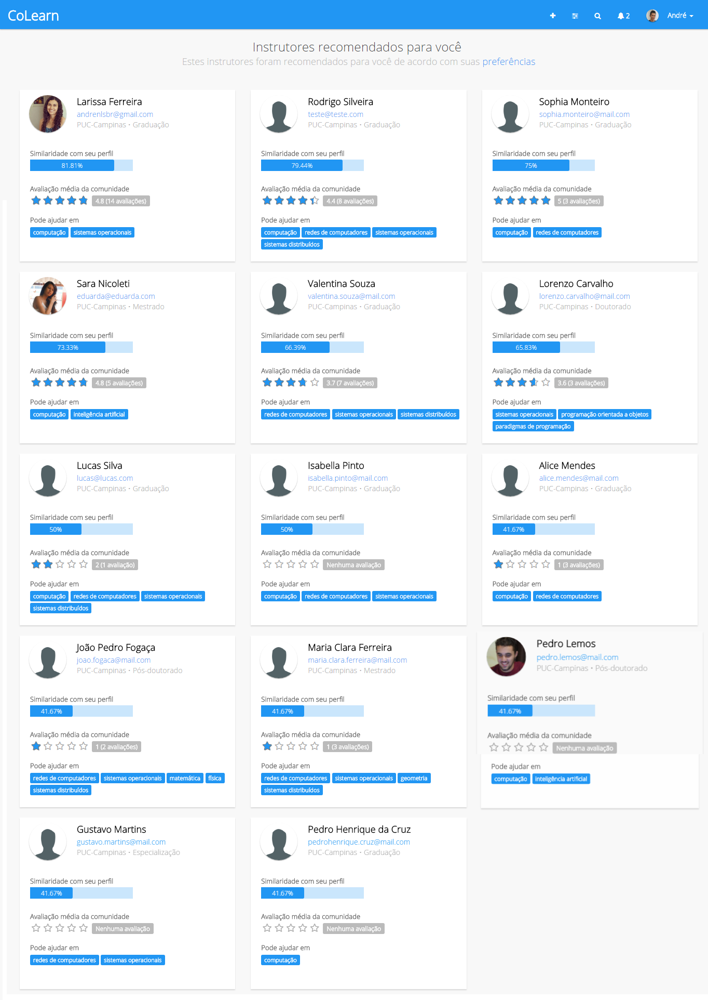 CoLearn
2
André
Instrutores recomendados para você
Estes instrutores foram recomendados para você de acordo com suas preferências
Larissa Ferreira
andrenlsbr@gmail.com
PUC-Campinas • Graduação
Similaridade com seu perfil
81.81%
Avaliação média da comunidade
4.8 (14 avaliações)
Pode ajudar em
computação sistemas operacionais
Rodrigo Silveira
teste@teste.com
PUC-Campinas • Graduação
Similaridade com seu perfil
79.44%
Avaliação média da comunidade
4.4 (8 avaliações)
Pode ajudar em
computação redes de computadores sistemas operacionais
sistemas distribuídos
Sophia Monteiro
sophia.monteiro@mail.com
PUC-Campinas • Graduação
Similaridade com seu perfil
75%
Avaliação média da comunidade
5 (3 avaliações)
Pode ajudar em
computação redes de computadores
Sara Nicoleti
eduarda@eduarda.com
PUC-Campinas • Mestrado
Similaridade com seu perfil
73.33%
Avaliação média da comunidade
4.8 (5 avaliações)
Pode ajudar em
computação inteligência artificial
Valentina Souza
valentina.souza@mail.com
PUC-Campinas • Graduação
Similaridade com seu perfil
66.39%
Avaliação média da comunidade
3.7 (7 avaliações)
Pode ajudar em
redes de computadores sistemas operacionais sistemas distribuídos
Lorenzo Carvalho
lorenzo.carvalho@mail.com
PUC-Campinas • Doutorado
Similaridade com seu perfil
65.83%
Avaliação média da comunidade
3.6 (3 avaliações)
Pode ajudar em
sistemas operacionais programação orientada a objetos
paradigmas de programação
Lucas Silva
lucas@lucas.com
PUC-Campinas • Graduação
Similaridade com seu perfil
50%
Avaliação média da comunidade
2 (1 avaliação)
Pode ajudar em
computação redes de computadores sistemas operacionais
sistemas distribuídos
Isabella Pinto
isabella.pinto@mail.com
PUC-Campinas • Graduação
Similaridade com seu perfil
50%
Avaliação média da comunidade
Nenhuma avaliação
Pode ajudar em
computação redes de computadores sistemas operacionais
Alice Mendes
alice.mendes@mail.com
PUC-Campinas • Graduação
Similaridade com seu perfil
41.67%
Avaliação média da comunidade
1 (3 avaliações)
Pode ajudar em
computação redes de computadores
João Pedro Fogaça
joao.fogaca@mail.com
PUC-Campinas • Pós-doutorado
Similaridade com seu perfil
41.67%
Avaliação média da comunidade
1 (2 avaliações)
Pode ajudar em
redes de computadores sistemas operacionais matemática física
sistemas distribuídos
Maria Clara Ferreira
maria.clara.ferreira@mail.com
PUC-Campinas • Mestrado
Similaridade com seu perfil
41.67%
Avaliação média da comunidade
1 (3 avaliações)
Pode ajudar em
redes de computadores sistemas operacionais geometria
sistemas distribuídos
Pedro Lemos
pedro.lemos@mail.com
PUC-Campinas • Pós-doutorado
Similaridade com seu perfil
41.67%
Avaliação média da comunidade
Nenhuma avaliação
Pode ajudar em
computação inteligência artificial
Gustavo Martins
gustavo.martins@mail.com
PUC-Campinas • Especialização
Similaridade com seu perfil
41.67%
Avaliação média da comunidade
Nenhuma avaliação
Pode ajudar em
redes de computadores sistemas operacionais
Pedro Henrique da Cruz
pedrohenrique.cruz@mail.com
PUC-Campinas • Graduação
Similaridade com seu perfil
41.67%
Avaliação média da comunidade
Nenhuma avaliação
Pode ajudar em
computação